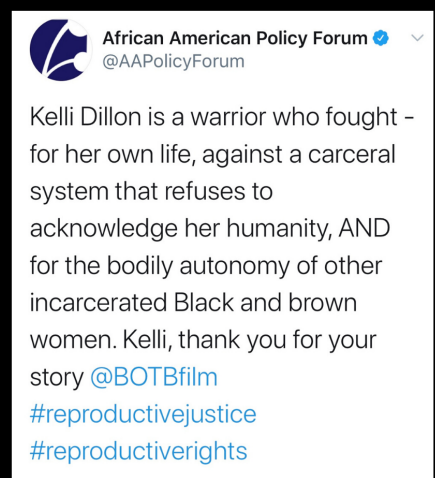 African American Policy Forum
@AAPolicyForum
Kelli Dillon is a warrior who fought -
for her own life, against a carceral
system that refuses to
acknowledge her humanity, AND
for the bodily autonomy of other
incarcerated Black and brown
women. Kelli, thank you for your
story @BOTBfilm
#reproductivejustice
#reproductiverights